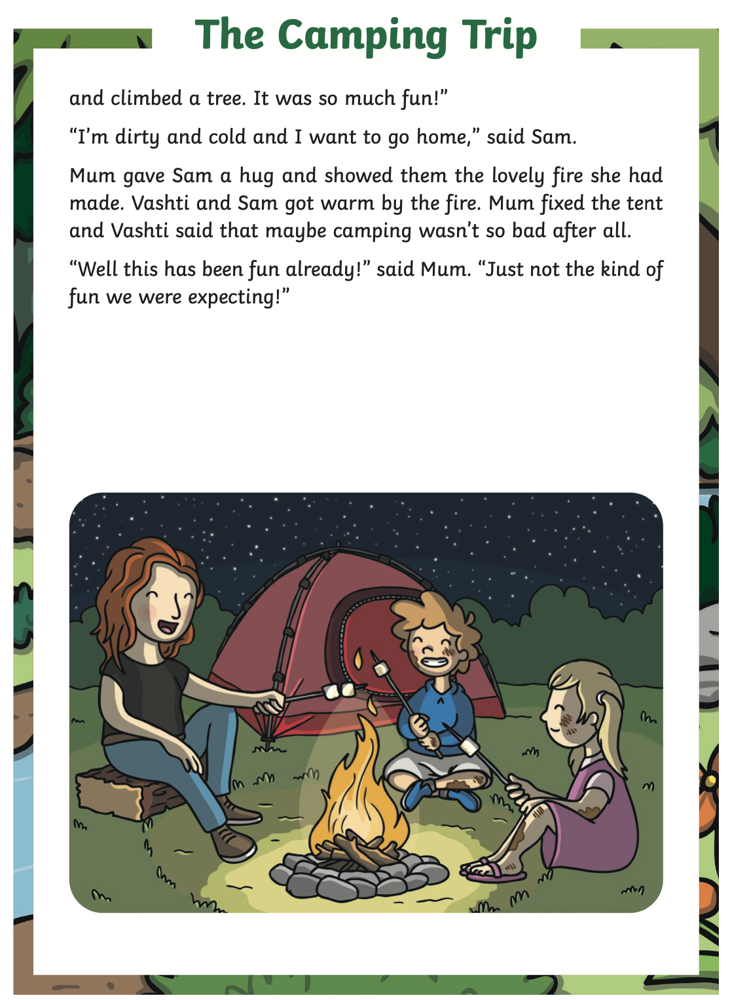 The Camping Trip
and climbed a tree. It was so much fun!”
“I’m dirty and cold and I want to go home,” said Sam.
Mum gave Sam a hug and showed them the lovely fire she had
made. Vashti and Sam got warm by the fire. Mum fixed the tent
and Vashti said that maybe camping wasn’t so bad after all.
“Well this has been fun already!” said Mum. “Just not the kind of
fun we were expecting!”